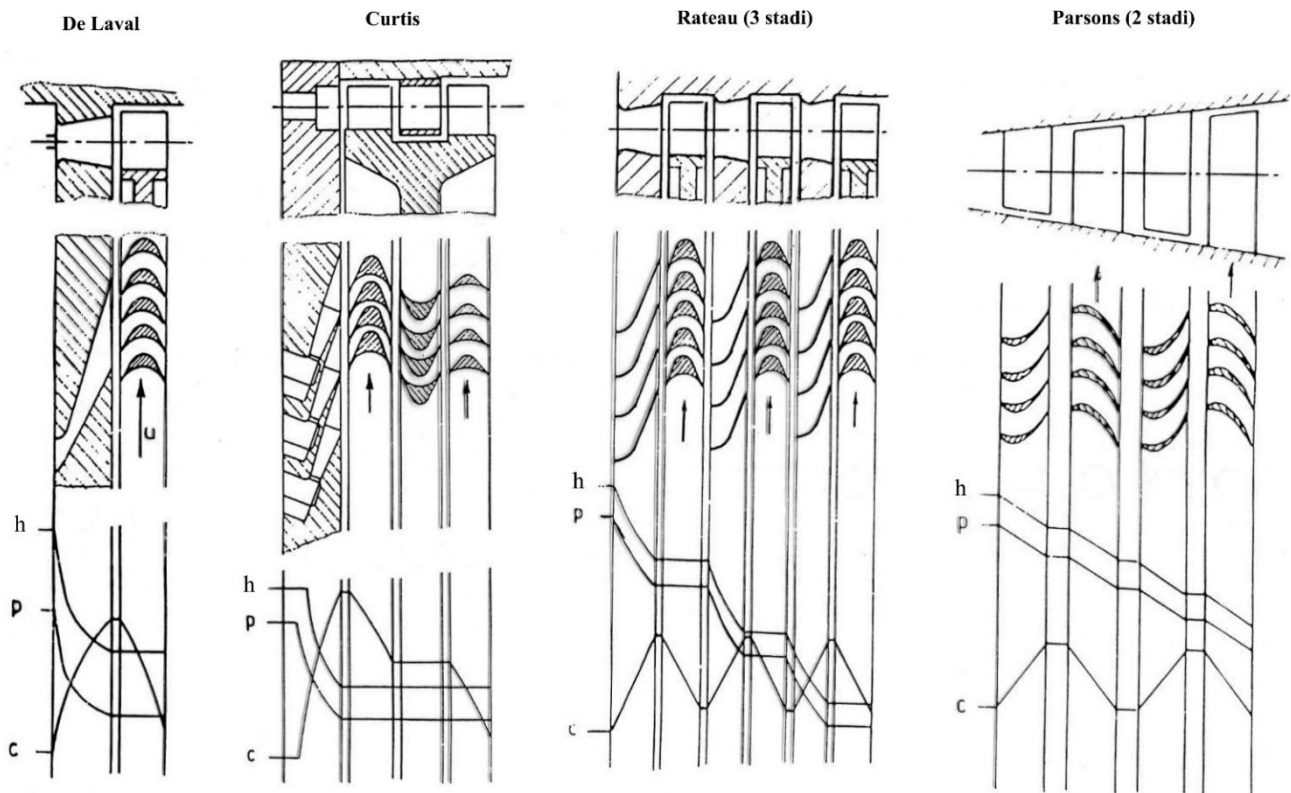 De Laval
Curtis
Rateau (3 stadi)
Parsons (2 stadi)
u
h
p
c
h
p
c
h
p
c
h
p
c